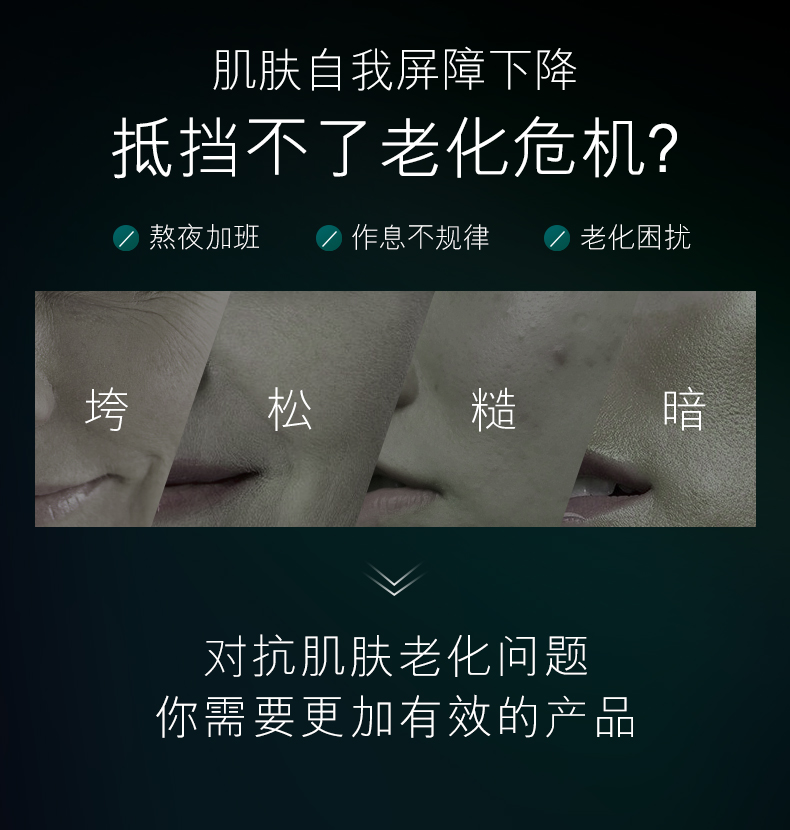 肌肤自我屏障下降
抵挡不了老化危机?
熬夜加班 作息不规律 老化困扰
垮 松 糙 暗
对抗肌肤老化问题
你需要更加有效的产品